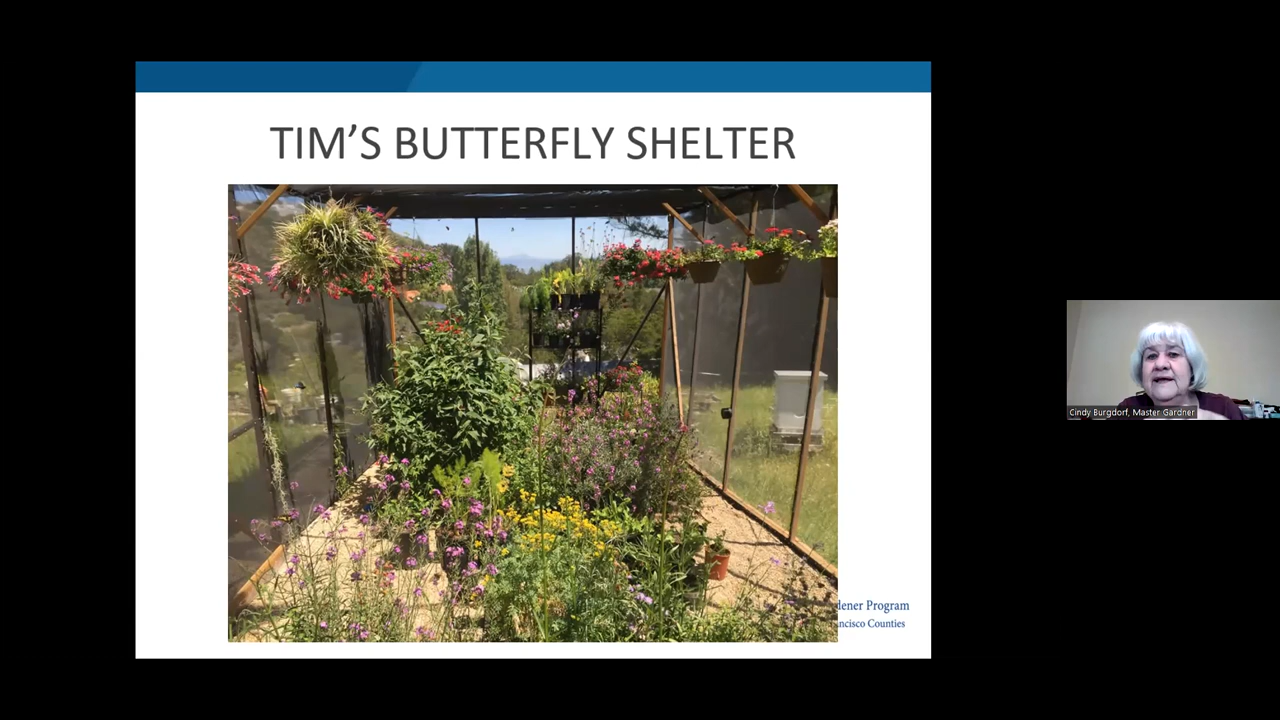 TIM’S BUTTERFLY SHELTER
dener Program
ncisco Counties
Cindy Burgdorf, Master Gardner